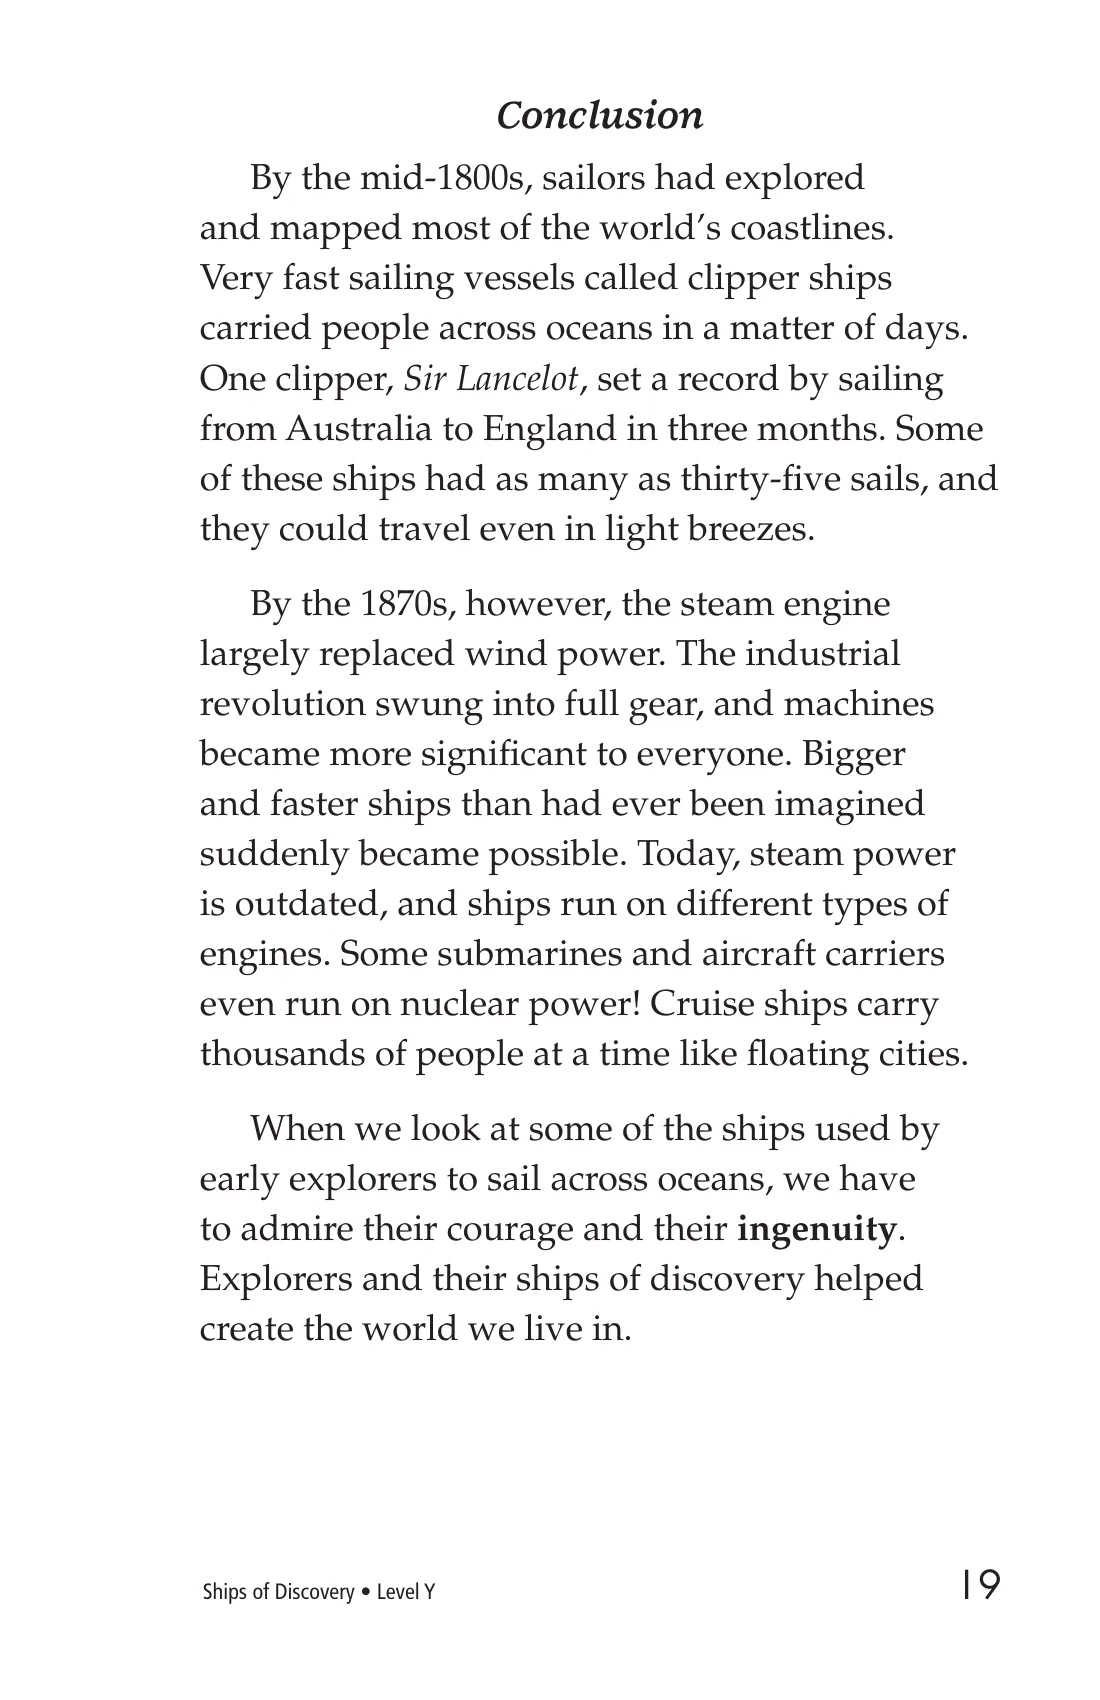 Conclusion
By the mid-1800s, sailors had explored
and mapped most of the world’s coastlines.
Very fast sailing vessels called clipper ships
carried people across oceans in a matter of days.
One clipper, Sir Lancelot, set a record by sailing
from Australia to England in three months. Some
of these ships had as many as thirty-five sails, and
they could travel even in light breezes.
By the 1870s, however, the steam engine
largely replaced wind power. The industrial
revolution swung into full gear, and machines
became more significant to everyone. Bigger
and faster ships than had ever been imagined
suddenly became possible. Today, steam power
is outdated, and ships run on different types of
engines. Some submarines and aircraft carriers
even run on nuclear power! Cruise ships carry
thousands of people at a time like floating cities.
When we look at some of the ships used by
early explorers to sail across oceans, we have
to admire their courage and their ingenuity.
Explorers and their ships of discovery helped
create the world we live in.
Ships of Discovery • Level Y
19